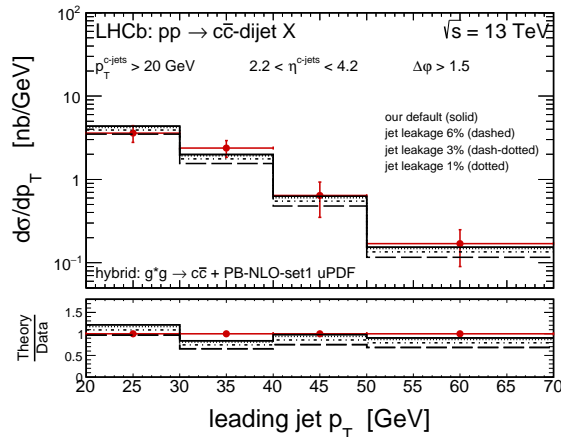 LHCb: pp → cc̄-dijet X
√s = 13 TeV
p_T^{c-jets} > 20 GeV
2.2 < η^{c-jets} < 4.2
Δφ > 1.5
our default (solid)
jet leakage 6% (dashed)
jet leakage 3% (dash-dotted)
jet leakage 1% (dotted)
hybrid: g*g → cc̄ + PB-NLO-set1 uPDF
dσ/dp_T [nb/GeV]
10²
10
1
10⁻¹
Theory
Data
1.5
1
0.5
0
20 25 30 35 40 45 50 55 60 65 70
leading jet p_T [GeV]